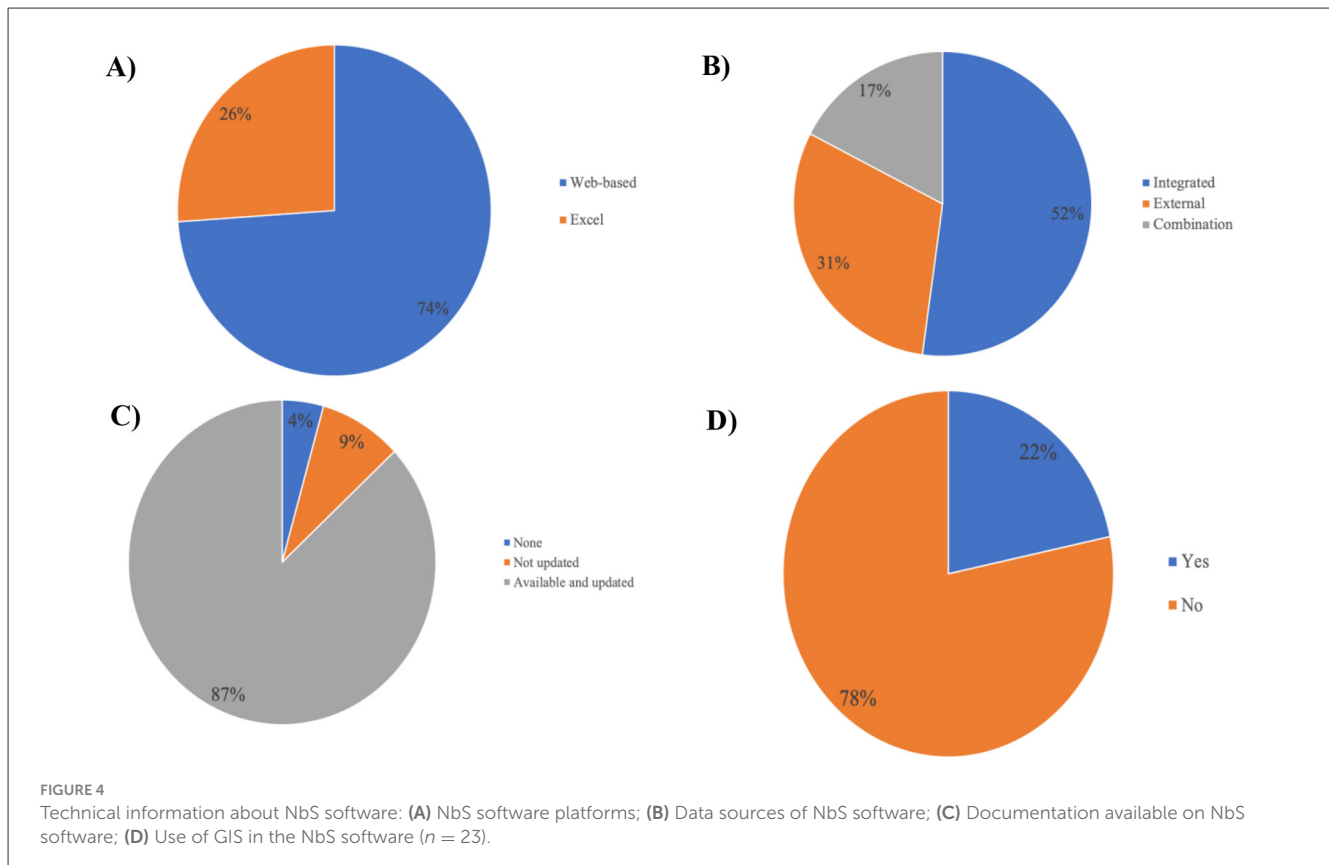 A)
26%
74%
Web-based
Excel
B)
17%
52%
31%
Integrated
External
Combination
C)
4%
9%
87%
None
Not updated
Available and updated
D)
22%
78%
Yes
No
FIGURE 4
Technical information about NbS software: (A) NbS software platforms; (B) Data sources of NbS software; (C) Documentation available on NbS
software; (D) Use of GIS in the NbS software (n = 23).